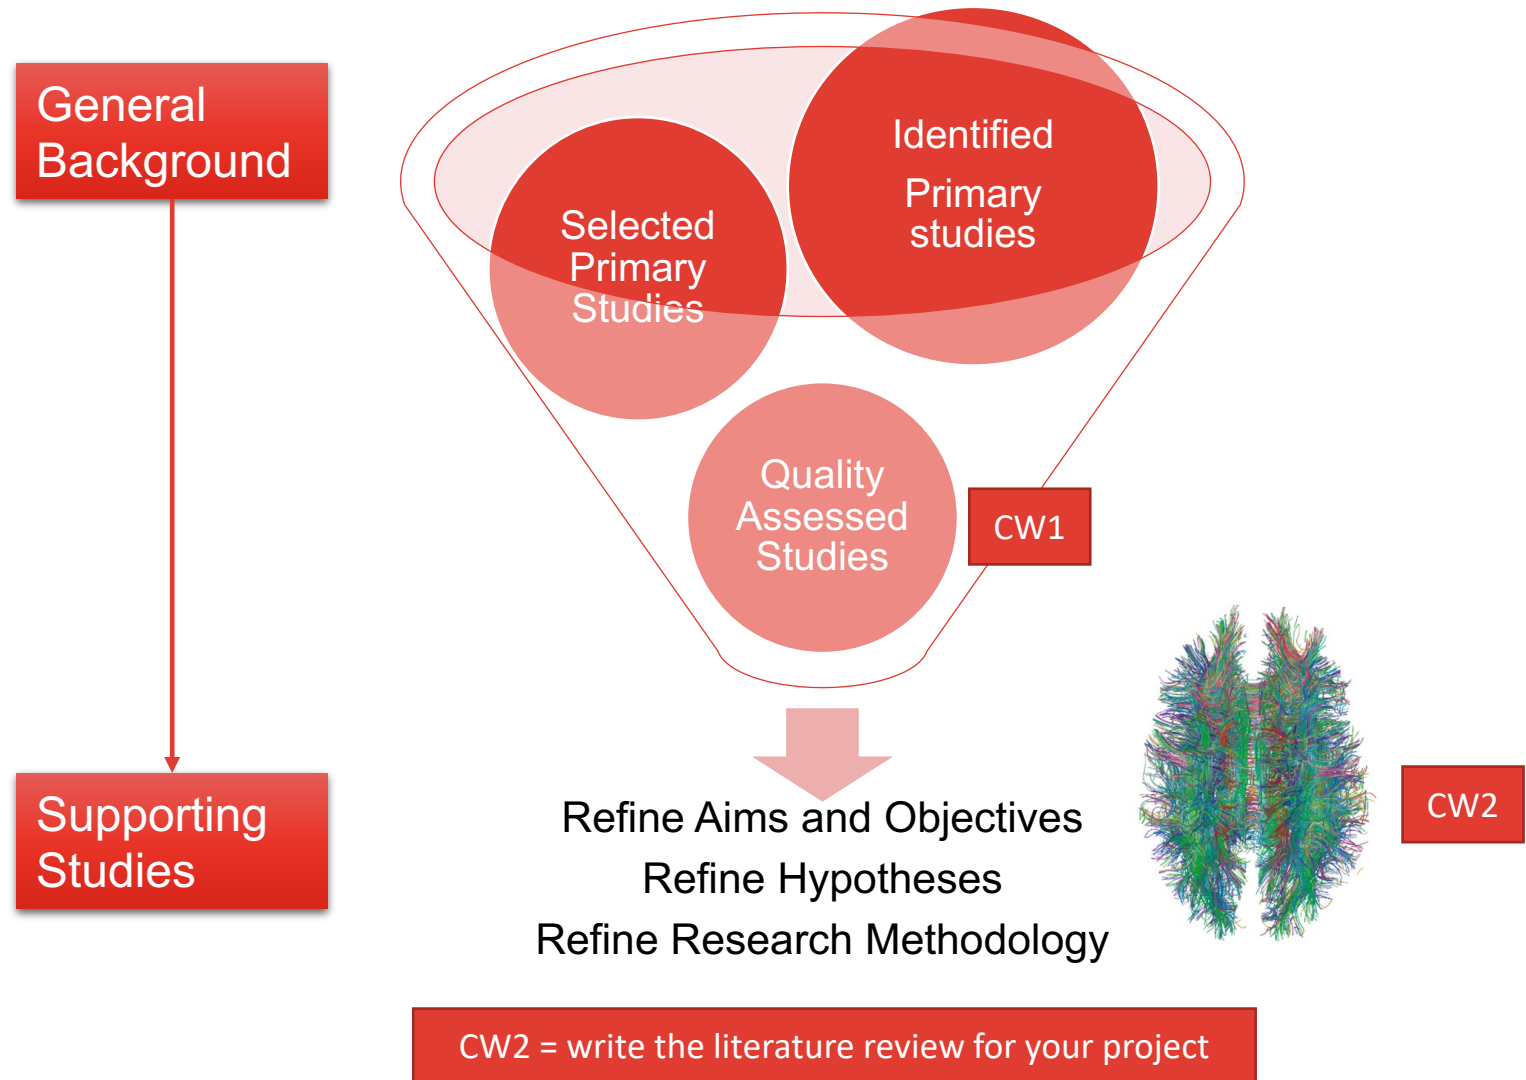 General
Background
Identified
Primary
studies
Selected
Primary
Studies
Quality
Assessed
Studies
CW1
Supporting
Studies
Refine Aims and Objectives
Refine Hypotheses
Refine Research Methodology
CW2
CW2 = write the literature review for your project